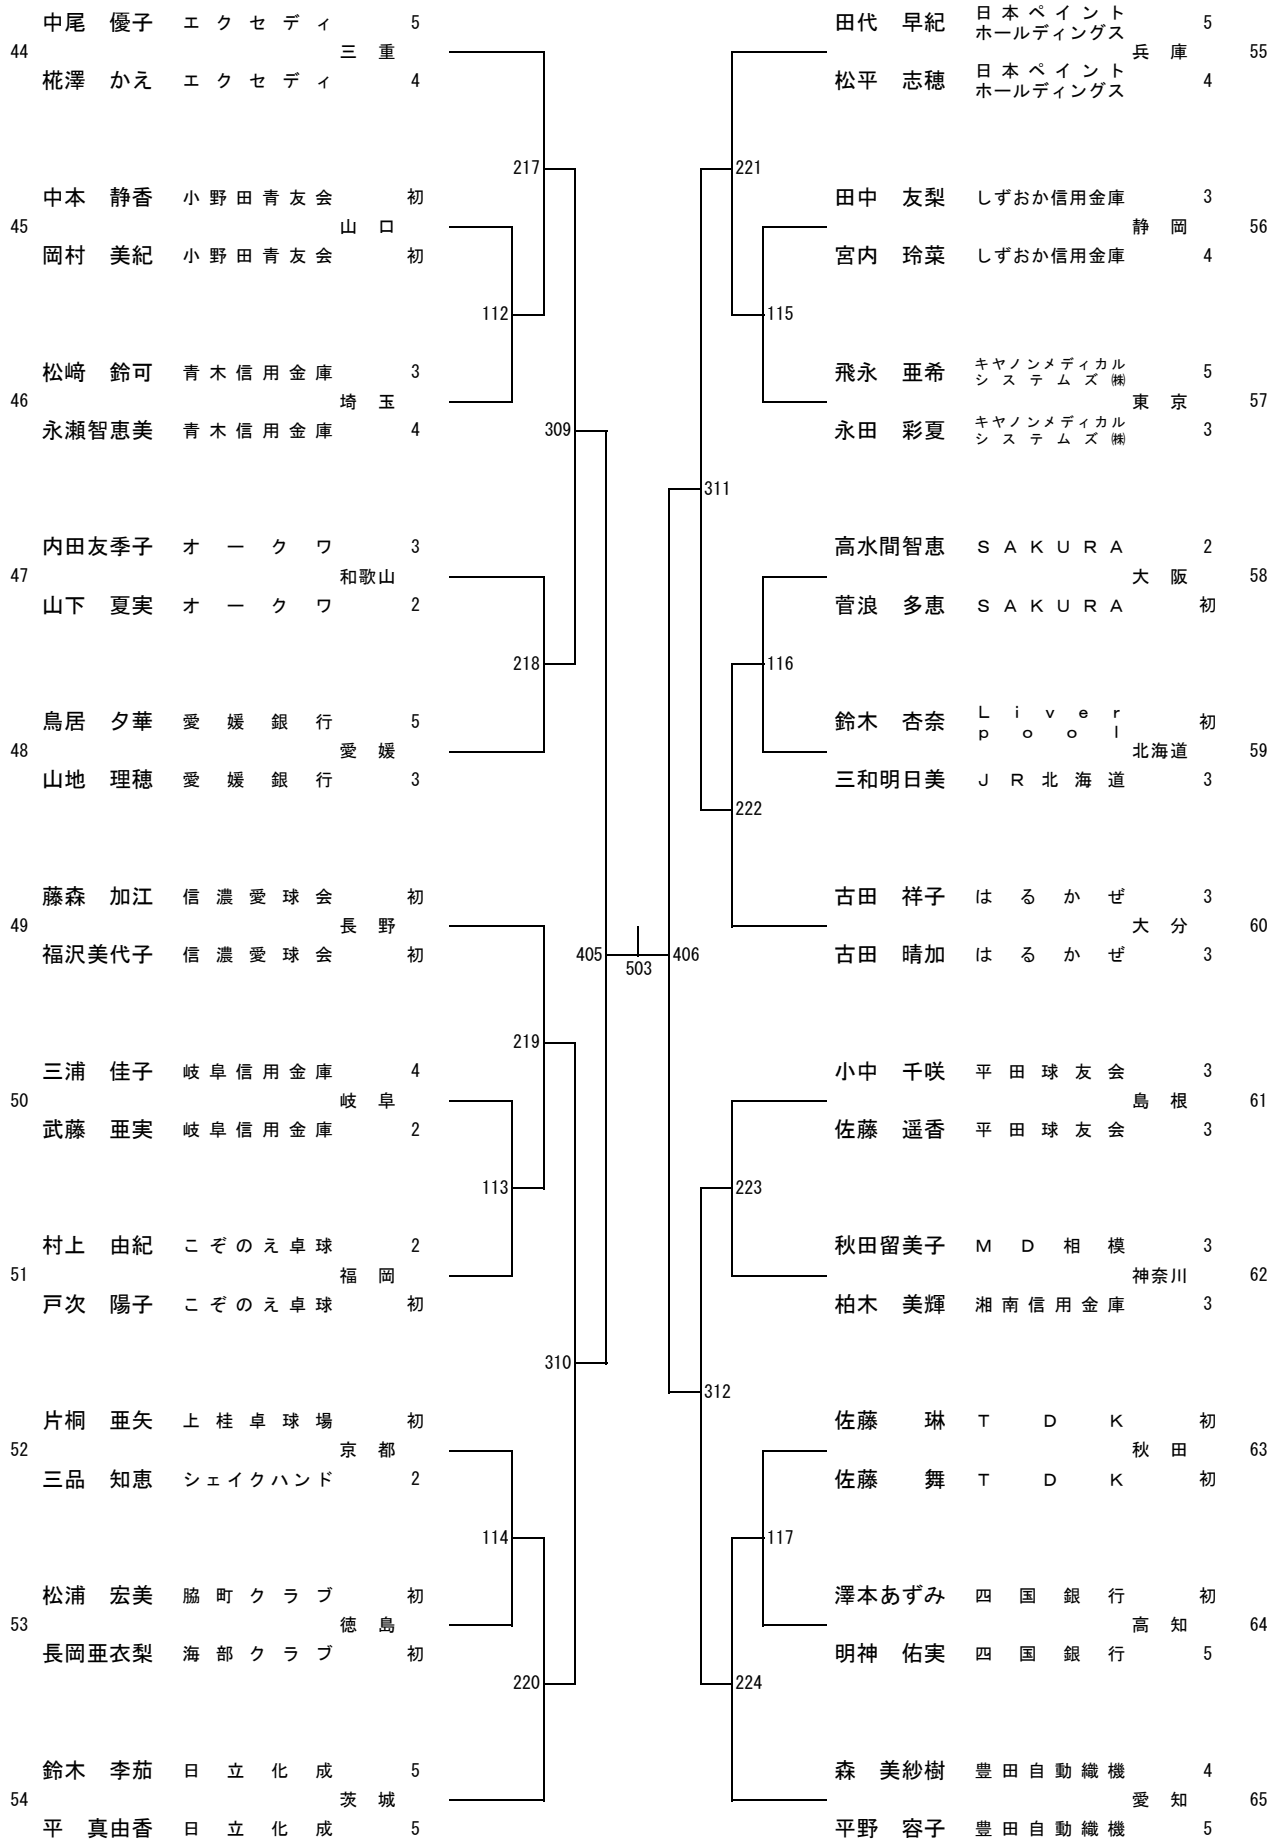 中尾　優子　エクセディ　5
44　三重
椛澤　かえ　エクセディ　4
217
中本　静香　小野田青友会　初
45　山口
岡村　美紀　小野田青友会　初
112
松﨑　鈴可　青木信用金庫　3
46　埼玉
永瀬智恵美　青木信用金庫　4
309
内田友季子　オークワ　3
47　和歌山
山下　夏実　オークワ　2
218
鳥居　夕華　愛媛銀行　5
48　愛媛
山地　理穂　愛媛銀行　3
藤森　加江　信濃愛球会　初
49　長野
福沢美代子　信濃愛球会　初
405
503
406
219
三浦　佳子　岐阜信用金庫　4
50　岐阜
武藤　亜実　岐阜信用金庫　2
113
村上　由紀　こぞのえ卓球　2
51　福岡
戸次　陽子　こぞのえ卓球　初
310
片桐　亜矢　上桂卓球場　初
52　京都
三品　知恵　シェイクハンド　2
114
松浦　宏美　脇町クラブ　初
53　徳島
長岡亜衣梨　海部クラブ　初
220
鈴木　李茄　日立化成　5
54　茨城
平　真由香　日立化成　5
田代　早紀　日本ペイント
ホールディングス　5
兵庫　55
松平　志穂　日本ペイント
ホールディングス　4
221
田中　友梨　しずおか信用金庫　3
静岡　56
宮内　玲菜　しずおか信用金庫　4
115
飛永　亜希　キヤノンメディカル
システムズ㈱　5
東京　57
永田　彩夏　キヤノンメディカル
システムズ㈱　3
311
高水間智恵　ＳＡＫＵＲＡ　2
大阪　58
菅浪　多恵　ＳＡＫＵＲＡ　初
116
鈴木　杏奈　Ｌｉｖｅｒ
ｐｏｏｌ　初
北海道　59
三和明日美　ＪＲ北海道　3
222
古田　祥子　はるかぜ　3
大分　60
古田　晴加　はるかぜ　3
小中　千咲　平田球友会　3
島根　61
佐藤　遥香　平田球友会　3
223
秋田留美子　ＭＤ相模　3
神奈川　62
柏木　美輝　湘南信用金庫　3
312
佐藤　琳　ＴＤＫ　初
秋田　63
佐藤　舞　ＴＤＫ　初
117
澤本あずみ　四国銀行　初
高知　64
明神　佑実　四国銀行　5
224
森　美紗樹　豊田自動織機　4
愛知　65
平野　容子　豊田自動織機　5